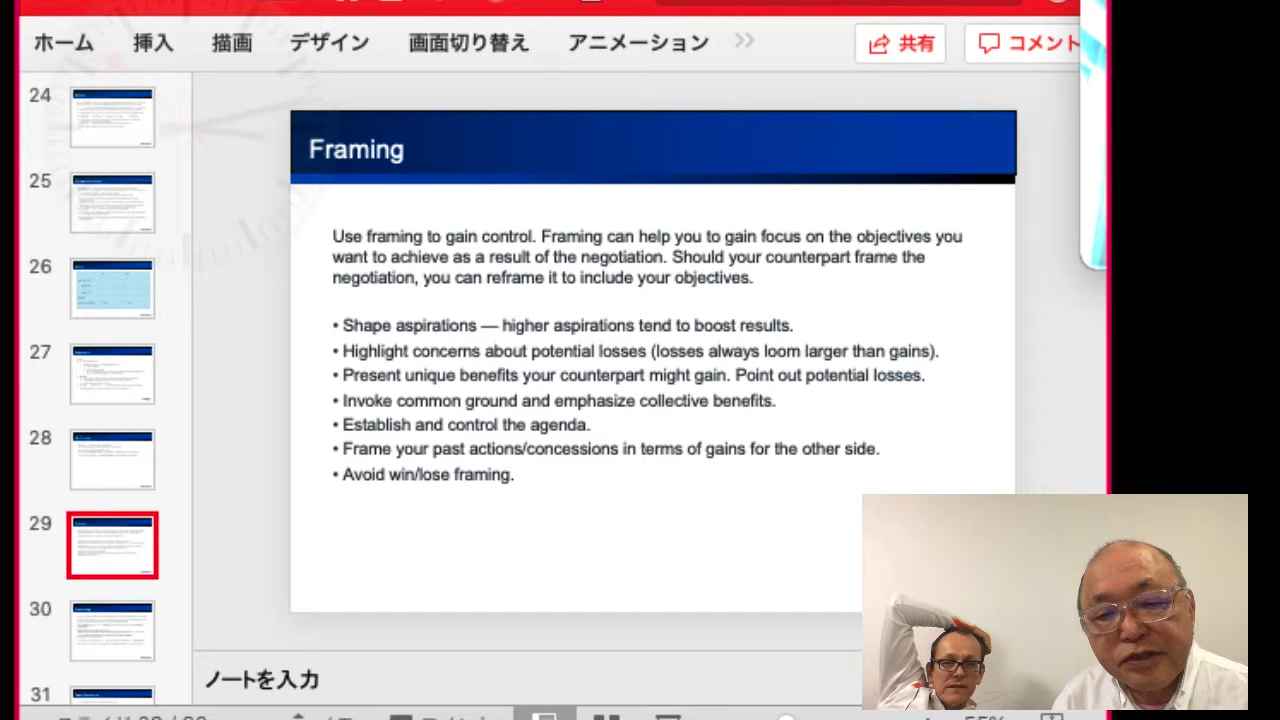 ホーム 挿入 描画 デザイン 画面切り替え アニメーション 共有 コメント
24
25
26
27
28
29
30
31
Framing
Use framing to gain control. Framing can help you to gain focus on the objectives you
want to achieve as a result of the negotiation. Should your counterpart frame the
negotiation, you can reframe it to include your objectives.
• Shape aspirations — higher aspirations tend to boost results.
• Highlight concerns about potential losses (losses always loom larger than gains).
• Present unique benefits your counterpart might gain. Point out potential losses.
• Invoke common ground and emphasize collective benefits.
• Establish and control the agenda.
• Frame your past actions/concessions in terms of gains for the other side.
• Avoid win/lose framing.
ノートを入力